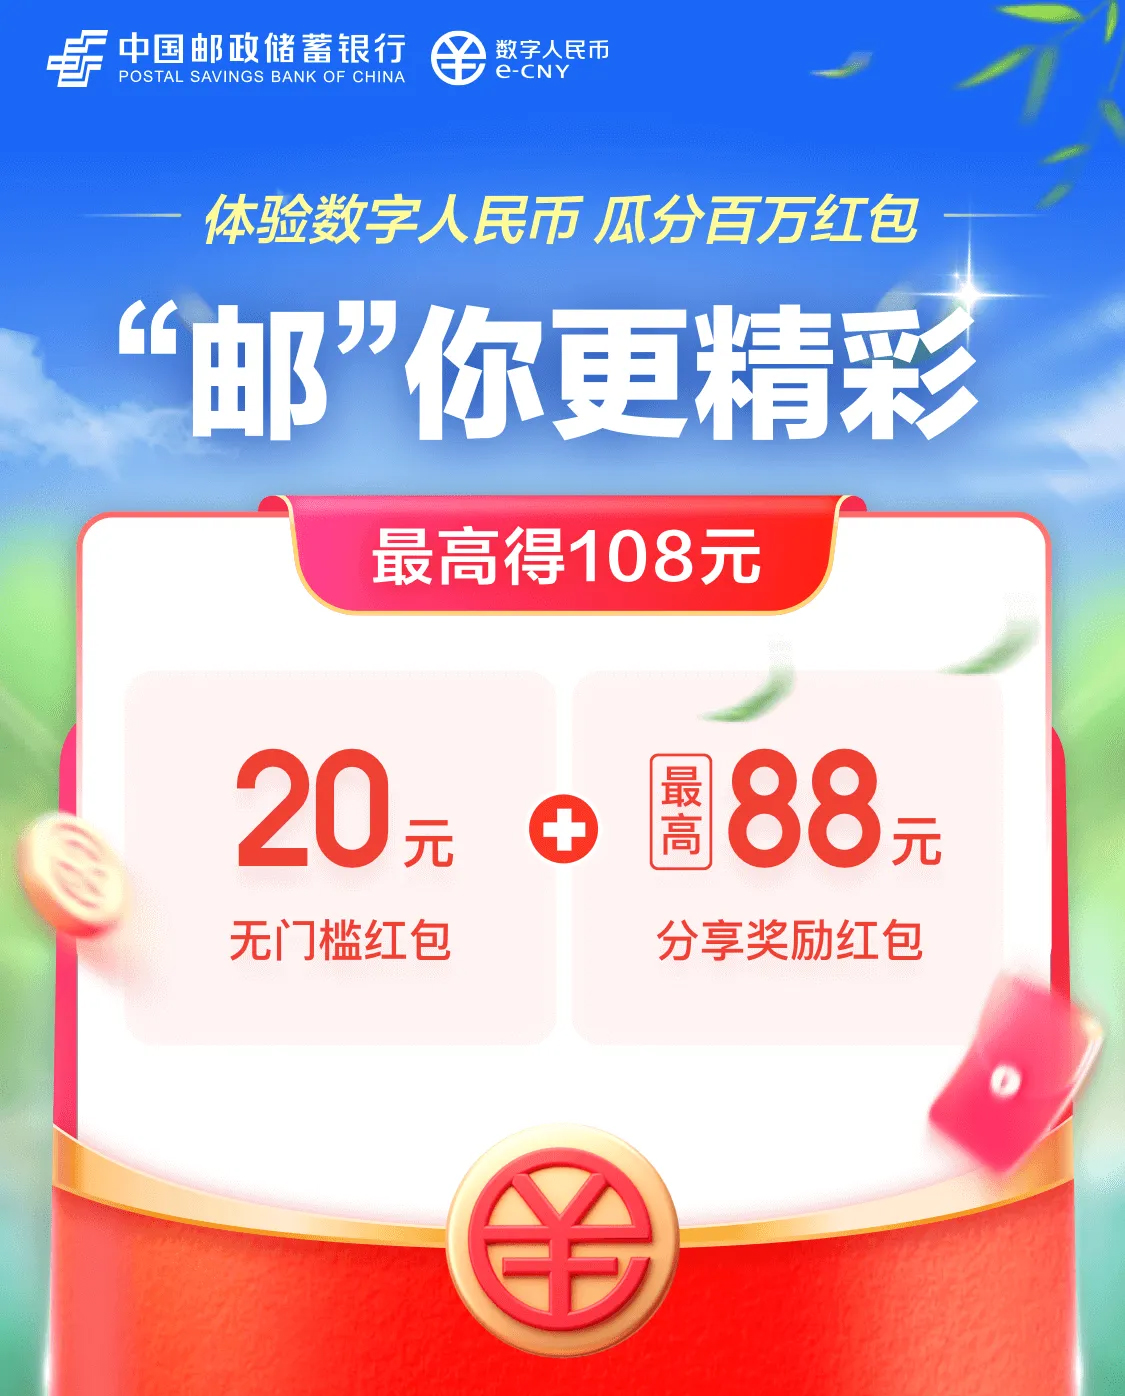 中国邮政储蓄银行
POSTAL SAVINGS BANK OF CHINA
数字人民币
e-CNY
体验数字人民币 瓜分百万红包
“邮”你更精彩
最高得108元
20元
无门槛红包
最高88元
分享奖励红包